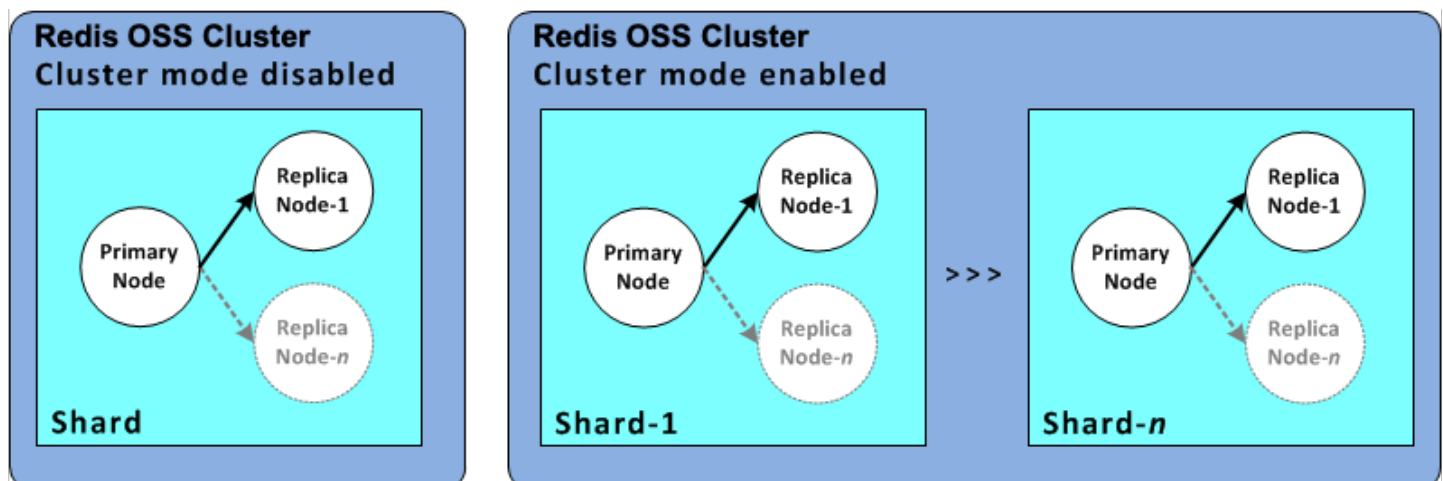 Redis OSS Cluster
Cluster mode disabled
Replica
Node-1
Primary
Node
Replica
Node-n
Shard
Redis OSS Cluster
Cluster mode enabled
Replica
Node-1
Primary
Node
Replica
Node-n
Shard-1
>>>
Replica
Node-1
Primary
Node
Replica
Node-n
Shard-n